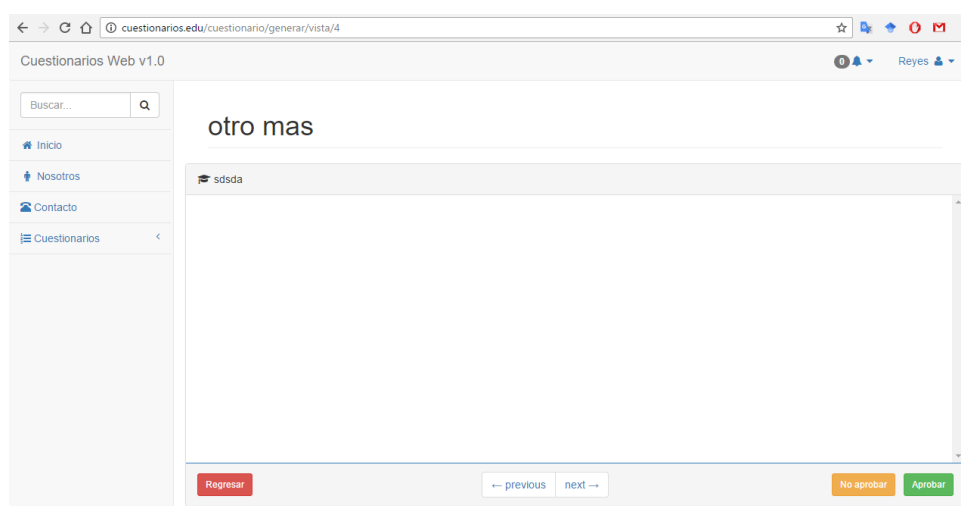 cuestionarios.edu/cuestionario/generar/vista/4
Cuestionarios Web v1.0
0
Reyes
Buscar...
Inicio
Nosotros
Contacto
Cuestionarios
otro mas
sdsda
Regresar
← previous
next →
No aprobar
Aprobar